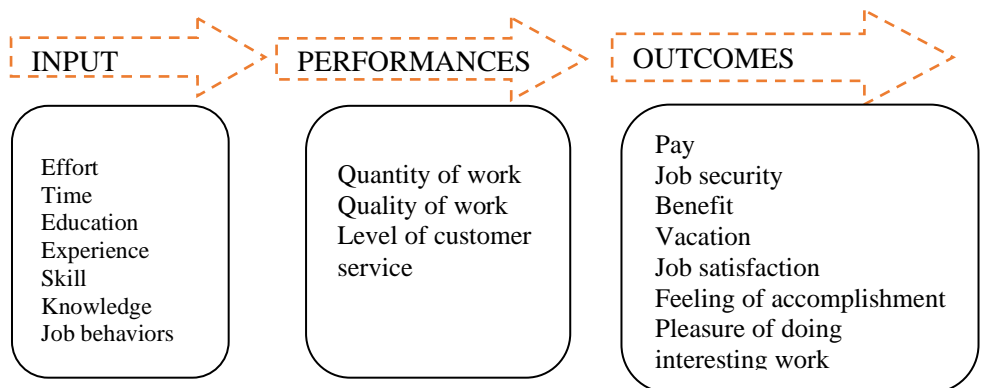 INPUT
PERFORMANCES
OUTCOMES
Effort
Time
Education
Experience
Skill
Knowledge
Job behaviors
Quantity of work
Quality of work
Level of customer
service
Pay
Job security
Benefit
Vacation
Job satisfaction
Feeling of accomplishment
Pleasure of doing
interesting work